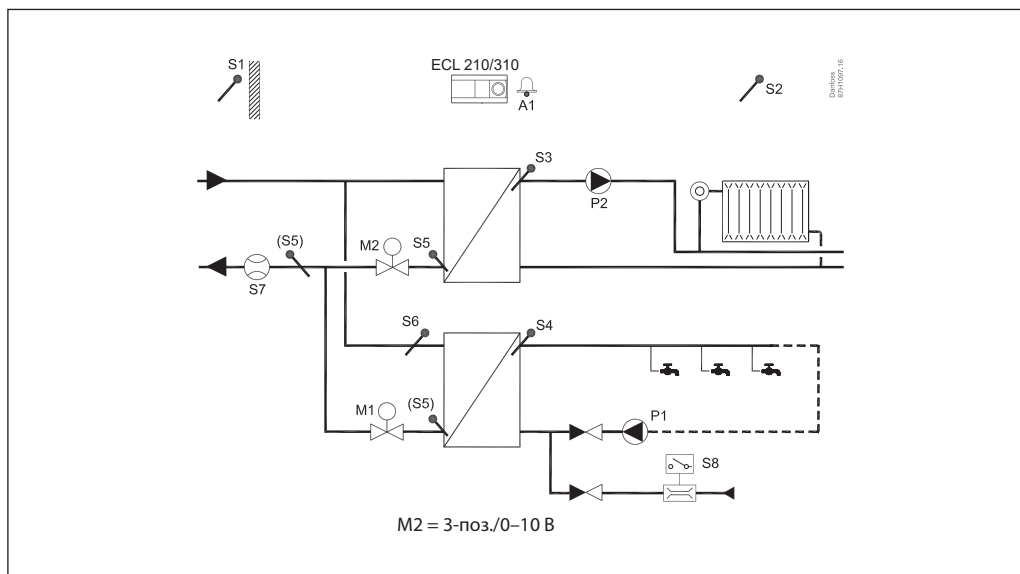 S1
ECL 210/310
A1
S2
Danfoss
87H1097.16
S3
P2
(S5)
M2
S5
S7
S6
S4
M1
(S5)
P1
S8
M2 = 3-поз./0–10 В